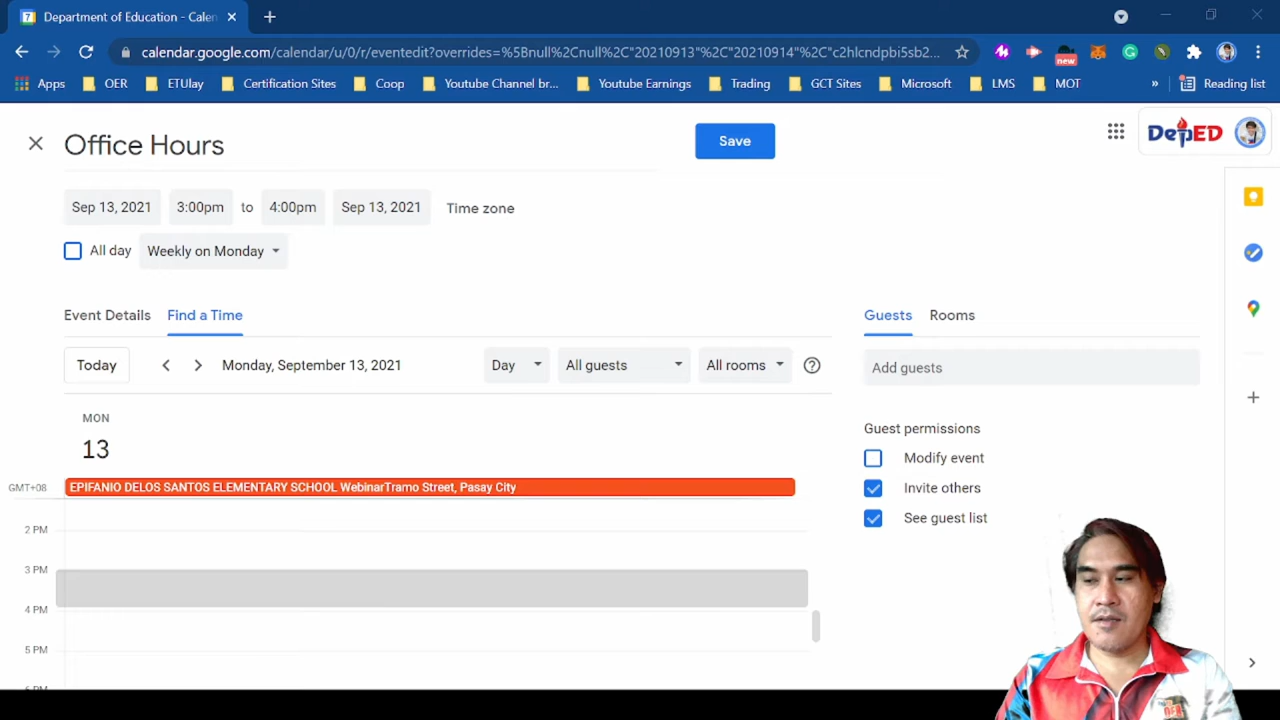 Department of Education - Calen
calendar.google.com/calendar/u/0/r/eventedit?overrides=%5Bnull%2Cnull%2C"20210913"%2C"20210914"%2C"c2hlcndpbi5sb2...
new
Apps
OER
ETUlay
Certification Sites
Coop
Youtube Channel br...
Youtube Earnings
Trading
GCT Sites
Microsoft
LMS
MOT
»
Reading list
Office Hours
Save
DepED
Sep 13, 2021
3:00pm
to
4:00pm
Sep 13, 2021
Time zone
All day
Weekly on Monday
Event Details
Find a Time
Guests
Rooms
Today
Monday, September 13, 2021
Day
All guests
All rooms
Add guests
MON
13
Guest permissions
Modify event
Invite others
See guest list
GMT+08
EPIFANIO DELOS SANTOS ELEMENTARY SCHOOL WebinarTramo Street, Pasay City
2 PM
3 PM
4 PM
5 PM